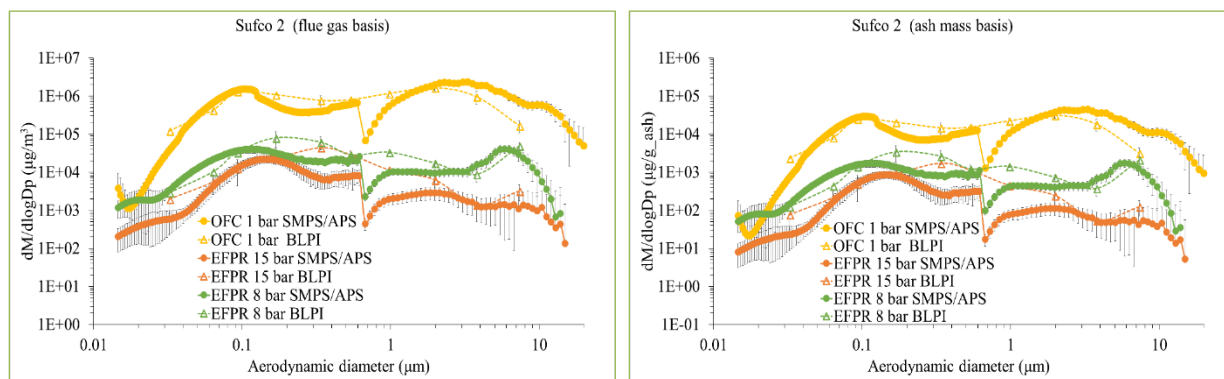 Sufco 2 (flue gas basis)
dM/dlogDp (µg/m³)
1E+07
1E+06
1E+05
1E+04
1E+03
1E+02
1E+01
1E+00
OFC 1 bar SMPS/APS
OFC 1 bar BLPI
EFPR 15 bar SMPS/APS
EFPR 15 bar BLPI
EFPR 8 bar SMPS/APS
EFPR 8 bar BLPI
0.01
0.1
1
10
Aerodynamic diameter (µm)
Sufco 2 (ash mass basis)
dM/dlogDp (µg/g_ash)
1E+06
1E+05
1E+04
1E+03
1E+02
1E+01
1E+00
1E-01
OFC 1 bar SMPS/APS
OFC 1 bar BLPI
EFPR 15 bar SMPS/APS
EFPR 15 bar BLPI
EFPR 8 bar SMPS/APS
EFPR 8 bar BLPI
0.01
0.1
1
10
Aerodynamic diameter (µm)